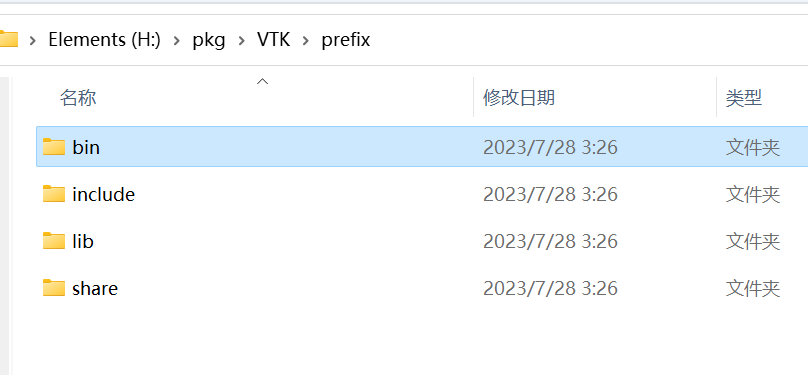 Elements (H:) > pkg > VTK > prefix
名称 修改日期 类型
bin 2023/7/28 3:26 文件夹
include 2023/7/28 3:26 文件夹
lib 2023/7/28 3:26 文件夹
share 2023/7/28 3:26 文件夹